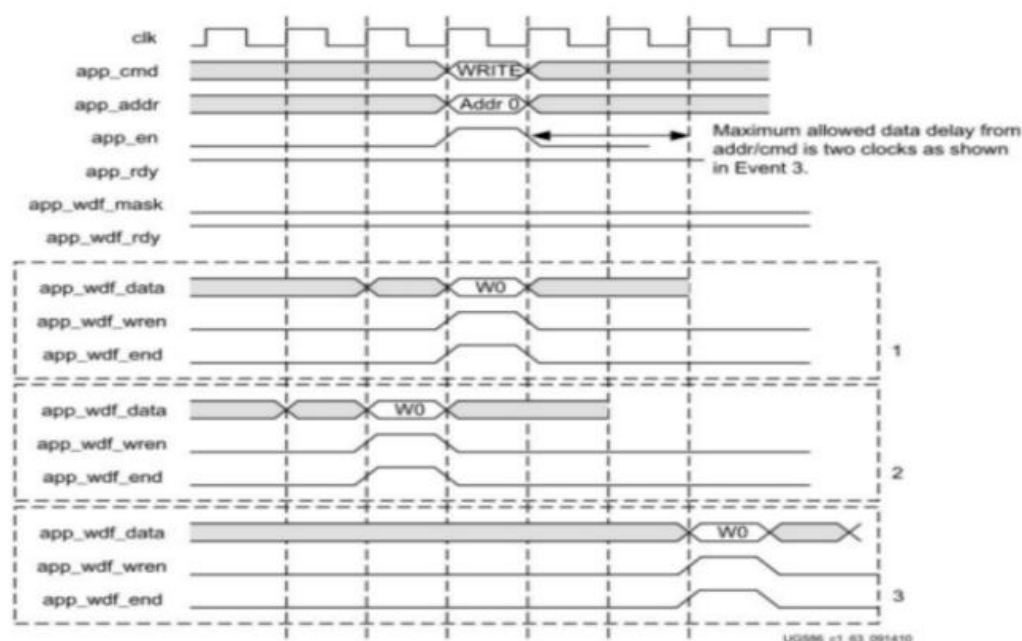 clk
app_cmd WRITE
app_addr Addr 0
app_en
Maximum allowed data delay from
addr/cmd is two clocks as shown
in Event 3.
app_rdy
app_wdf_mask
app_wdf_rdy
app_wdf_data W0
app_wdf_wren
app_wdf_end
1
app_wdf_data W0
app_wdf_wren
app_wdf_end
2
app_wdf_data W0
app_wdf_wren
app_wdf_end
3
UG586_c1_63_091410